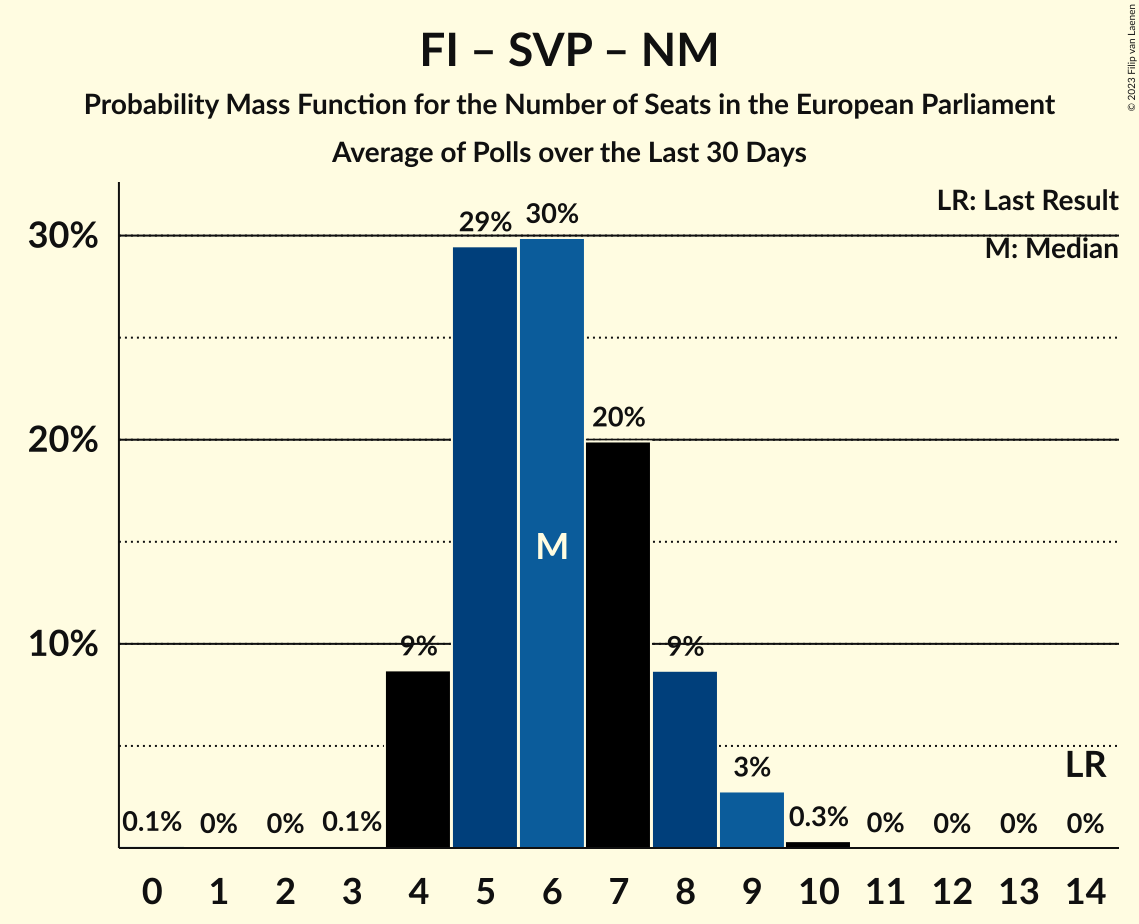 FI – SVP – NM
Probability Mass Function for the Number of Seats in the European Parliament
Average of Polls over the Last 30 Days
© 2023 Filip van Laenen
LR: Last Result
M: Median
30%
20%
10%
0.1%
0%
0%
0.1%
9%
29%
30%
20%
9%
3%
0.3%
0%
0%
0%
0%
M
LR
0 1 2 3 4 5 6 7 8 9 10 11 12 13 14